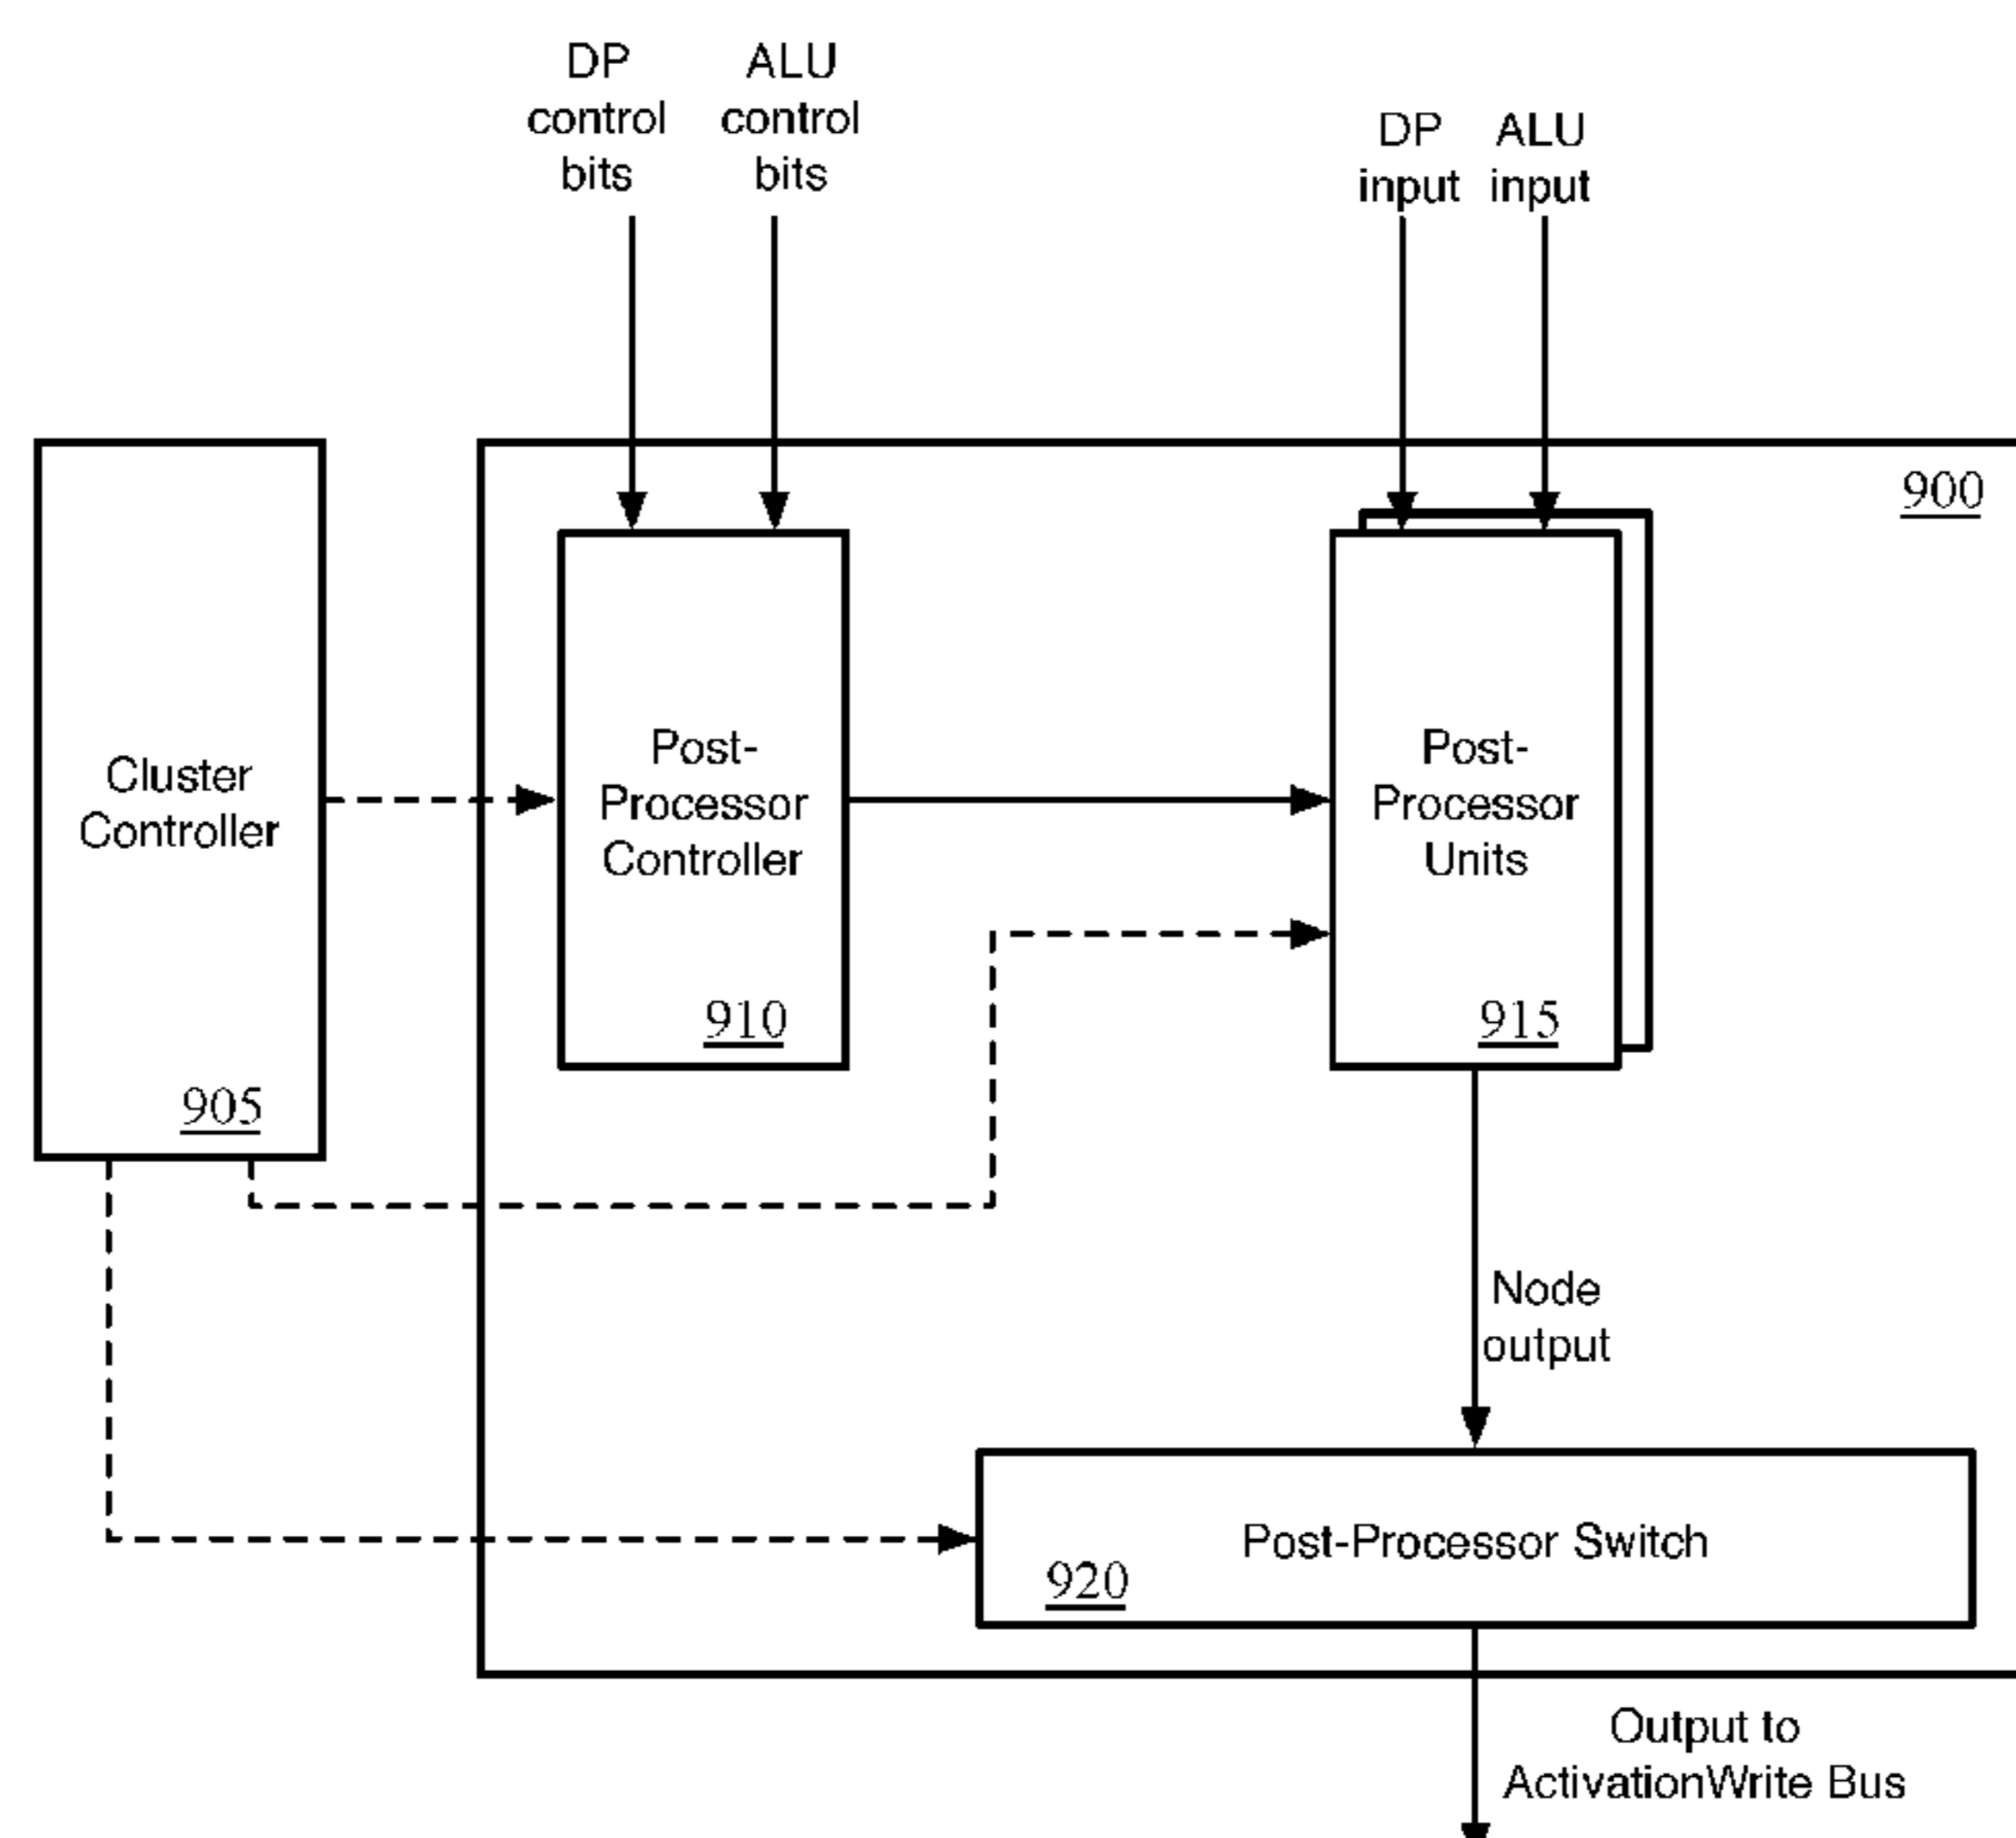 DP
control
bits
ALU
control
bits
DP
input
ALU
input
900
Cluster
Controller
905
Post-
Processor
Controller
910
Post-
Processor
Units
915
Node
output
Post-Processor Switch
920
Output to
ActivationWrite Bus